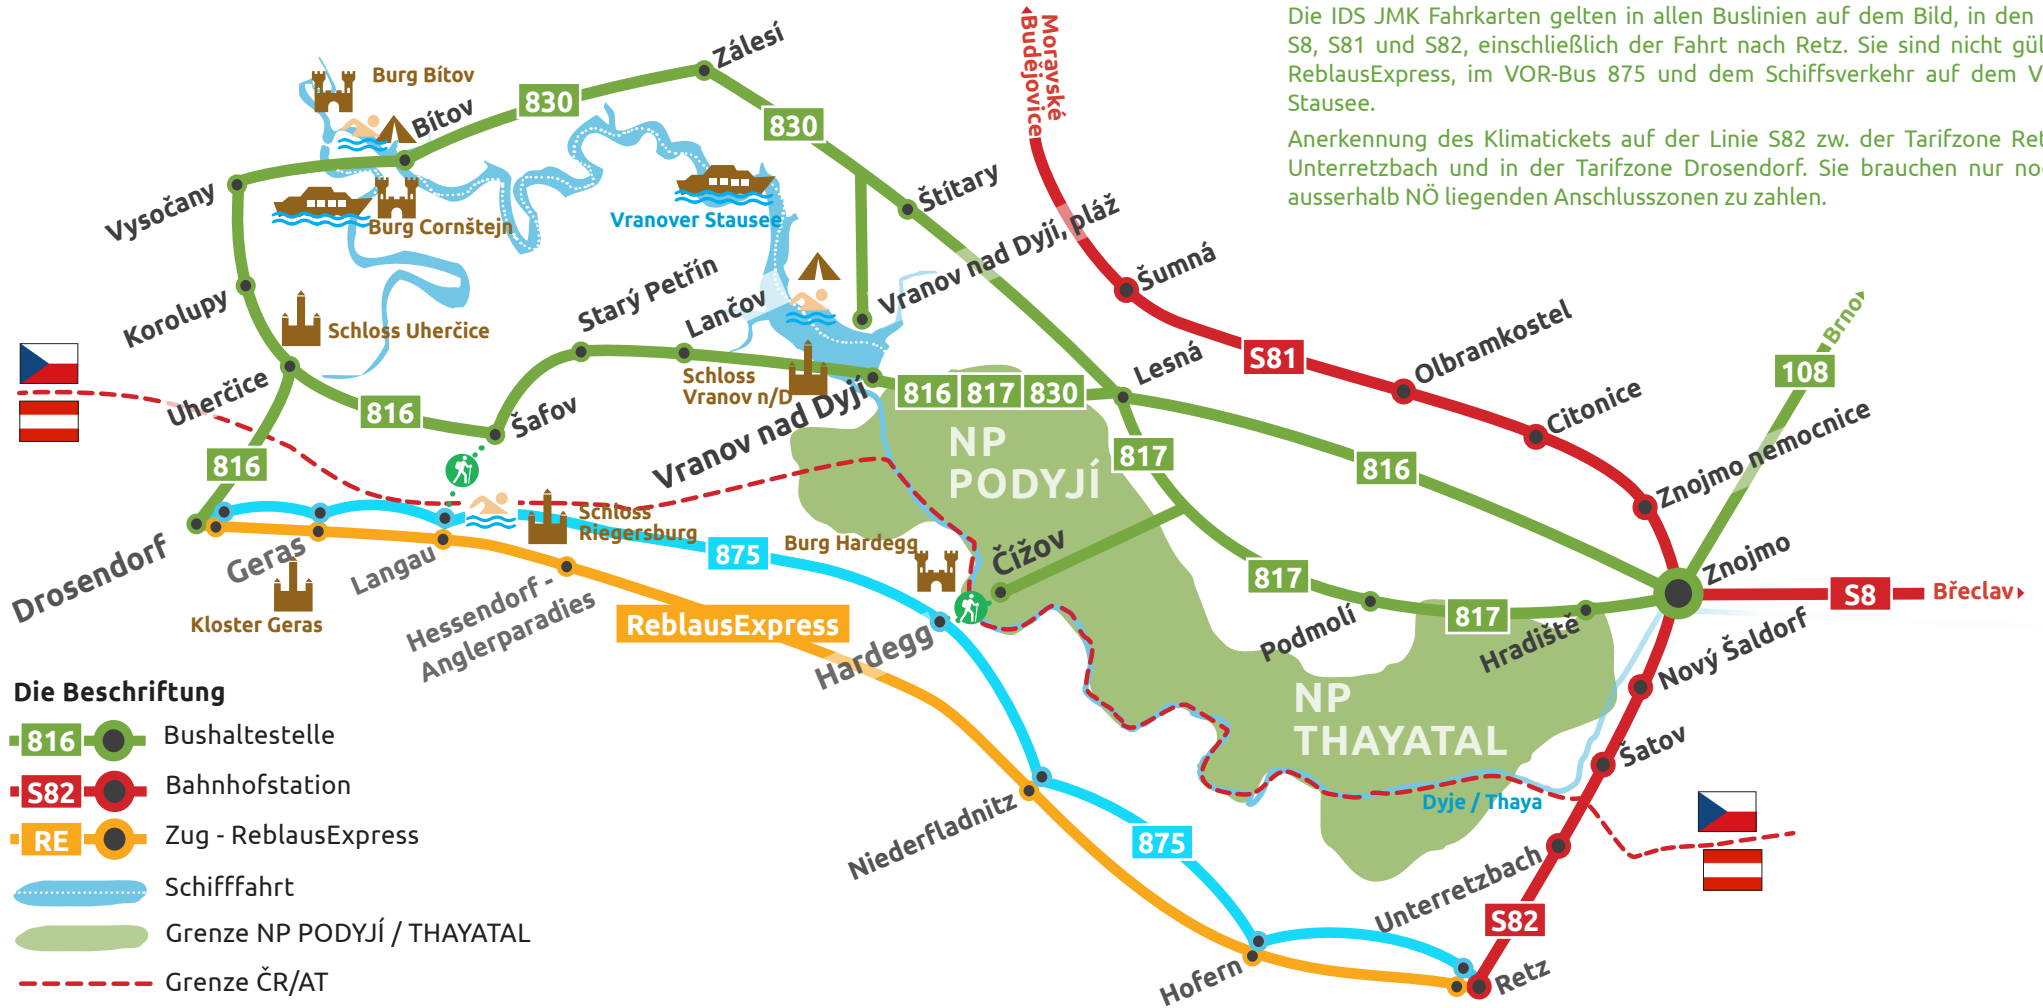 Die IDS JMK Fahrkarten gelten in allen Buslinien auf dem Bild, in den
S8, S81 und S82, einschließlich der Fahrt nach Retz. Sie sind nicht
ReblausExpress, im VOR-Bus 875 und dem Schiffsverkehr auf dem
Stausee.
Anerkennung des Klimatickets auf der Linie S82 zw. der Tarifzone
Unterretzbach und in der Tarifzone Drosendorf. Sie brauchen nur
ausserhalb NÖ liegenden Anschlusszonen zu zahlen.
Moravské
Budějovice
Zálesí
Burg Bítov
Bítov
830
830
Vysočany
Burg Cornštejn
Vranover Stausee
Štítary
Vranov nad Dyjí, pláž
Šumná
Korolupy
Schloss Uherčice
Starý Petřín
Lančov
Brno
S81
Olbramkostel
108
Lesná
Uherčice
816
Šafov
Schloss
Vranov n/D
Vranov nad Dyjí
816
817
830
Citonice
NP
PODYJÍ
817
816
Znojmo nemocnice
816
Schloss
Riegersburg
Drosendorf
Geras
Langau
875
Burg Hardegg
Čížov
817
Znojmo
S8
Břeclav
Kloster Geras
Hessendorf -
Anglerparadies
ReblausExpress
Hardegg
Podmolí
817
Hradiště
Nový Šaldorf
NP
THAYATAL
Šatov
Dyje / Thaya
Niederfladnitz
875
Unterretzbach
S82
Hofern
Retz
Die Beschriftung
816
Bushaltestelle
S82
Bahnhofstation
RE
Zug - ReblausExpress
Schifffahrt
Grenze NP PODYJÍ / THAYATAL
Grenze ČR/AT